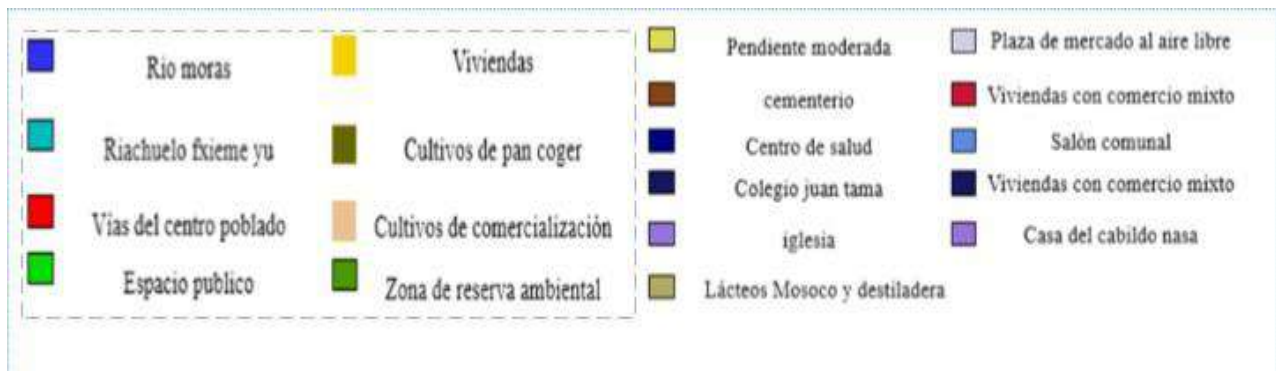 Rio moras
Riachuelo fxieme yu
Vías del centro poblado
Espacio publico
Viviendas
Cultivos de pan coger
Cultivos de comercialización
Zona de reserva ambiental
Pendiente moderada
cementerio
Centro de salud
Colegio juan tama
iglesia
Lácteos Mosoco y destiladera
Plaza de mercado al aire libre
Viviendas con comercio mixto
Salón comunal
Viviendas con comercio mixto
Casa del cabildo nasa